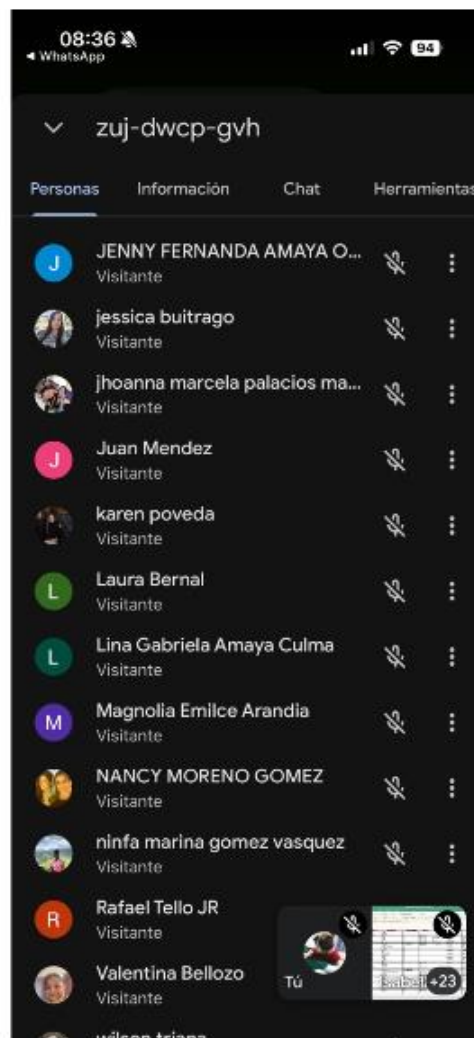 08:36
WhatsApp
94
zuj-dwcp-gvh
Personas Información Chat Herramientas
J JENNY FERNANDA AMAYA O...
Visitante
jessica buitrago
Visitante
jhoanna marcela palacios ma...
Visitante
J Juan Mendez
Visitante
karen poveda
Visitante
L Laura Bernal
Visitante
L Lina Gabriela Amaya Culma
Visitante
M Magnolia Emilce Arandia
Visitante
NANCY MORENO GOMEZ
Visitante
ninfa marina gomez vasquez
Visitante
R Rafael Tello JR
Visitante
Valentina Bellozo
Visitante
Tú
+23
wilson triana